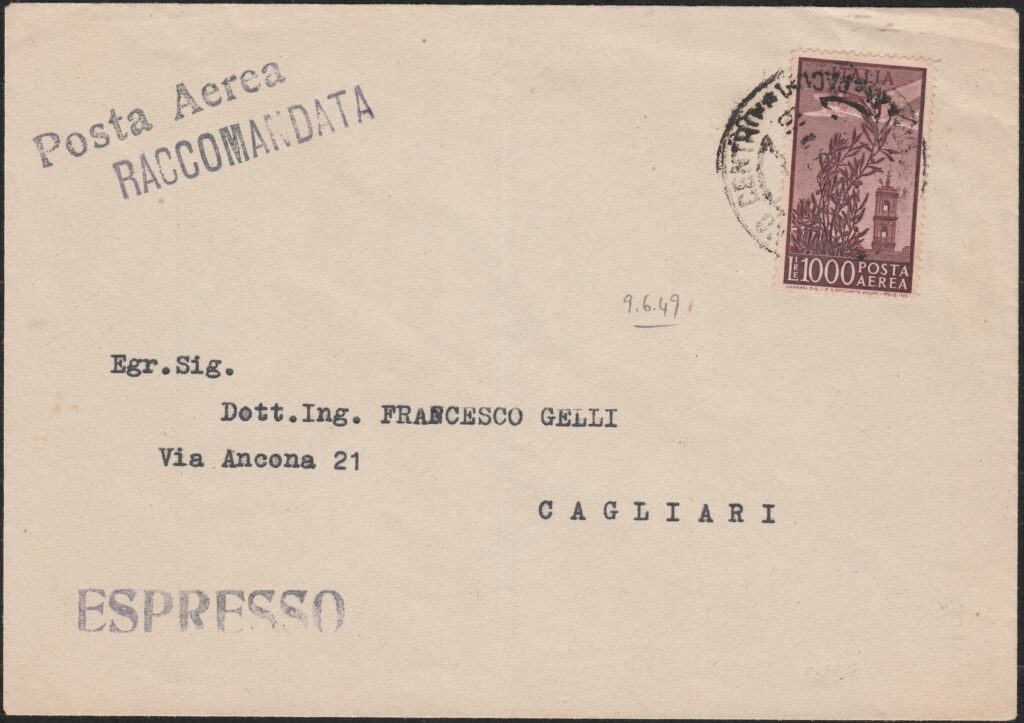 Posta Aerea
RACCOMANDATA
ITALIA
CENTRO
LIRE 1000 POSTA AEREA
9.6.49
Egr.Sig.
Dott.Ing. FRANCESCO GELLI
Via Ancona 21
CAGLIARI
ESPRESSO